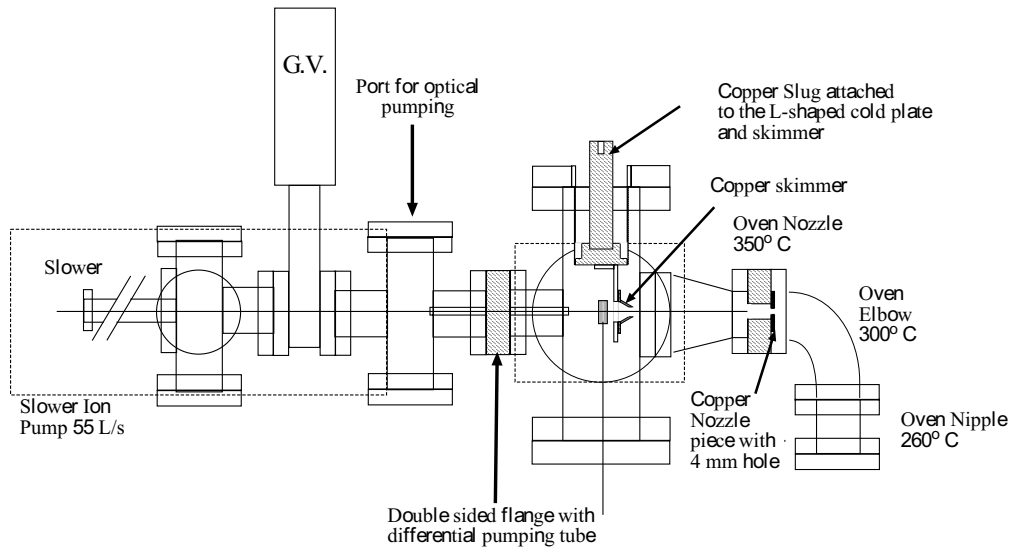 G.V.
Port for optical
pumping
Copper Slug attached
to the L-shaped cold plate
and skimmer
Copper skimmer
Oven Nozzle
350° C
Slower
Oven
Elbow
300° C
Slower Ion
Pump 55 L/s
Copper
Nozzle
piece with
4 mm hole
Oven Nipple
260° C
Double sided flange with
differential pumping tube